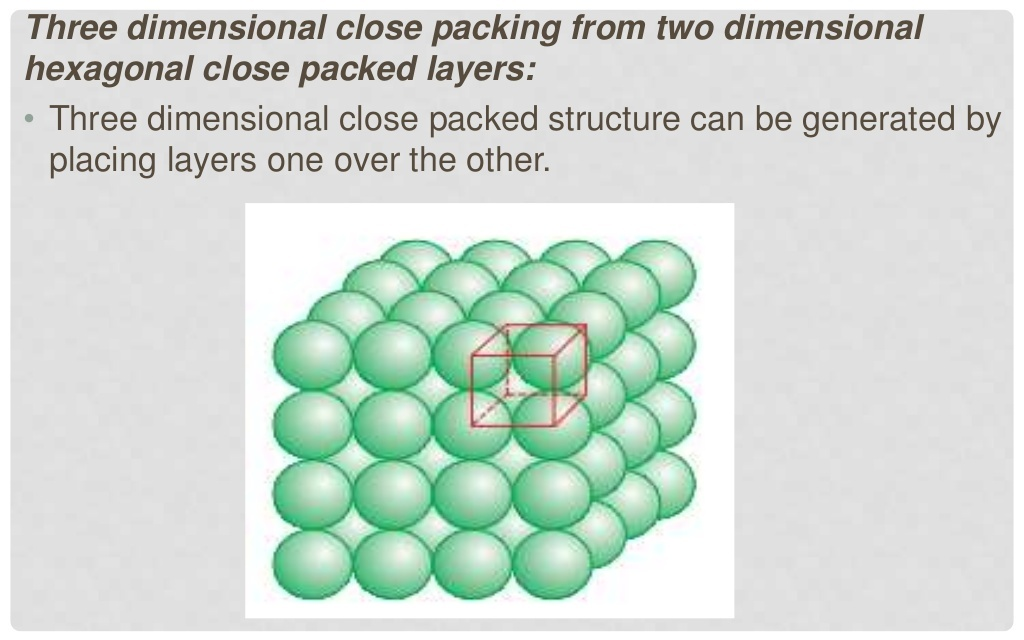 Three dimensional close packing from two dimensional
hexagonal close packed layers:
• Three dimensional close packed structure can be generated by
placing layers one over the other.